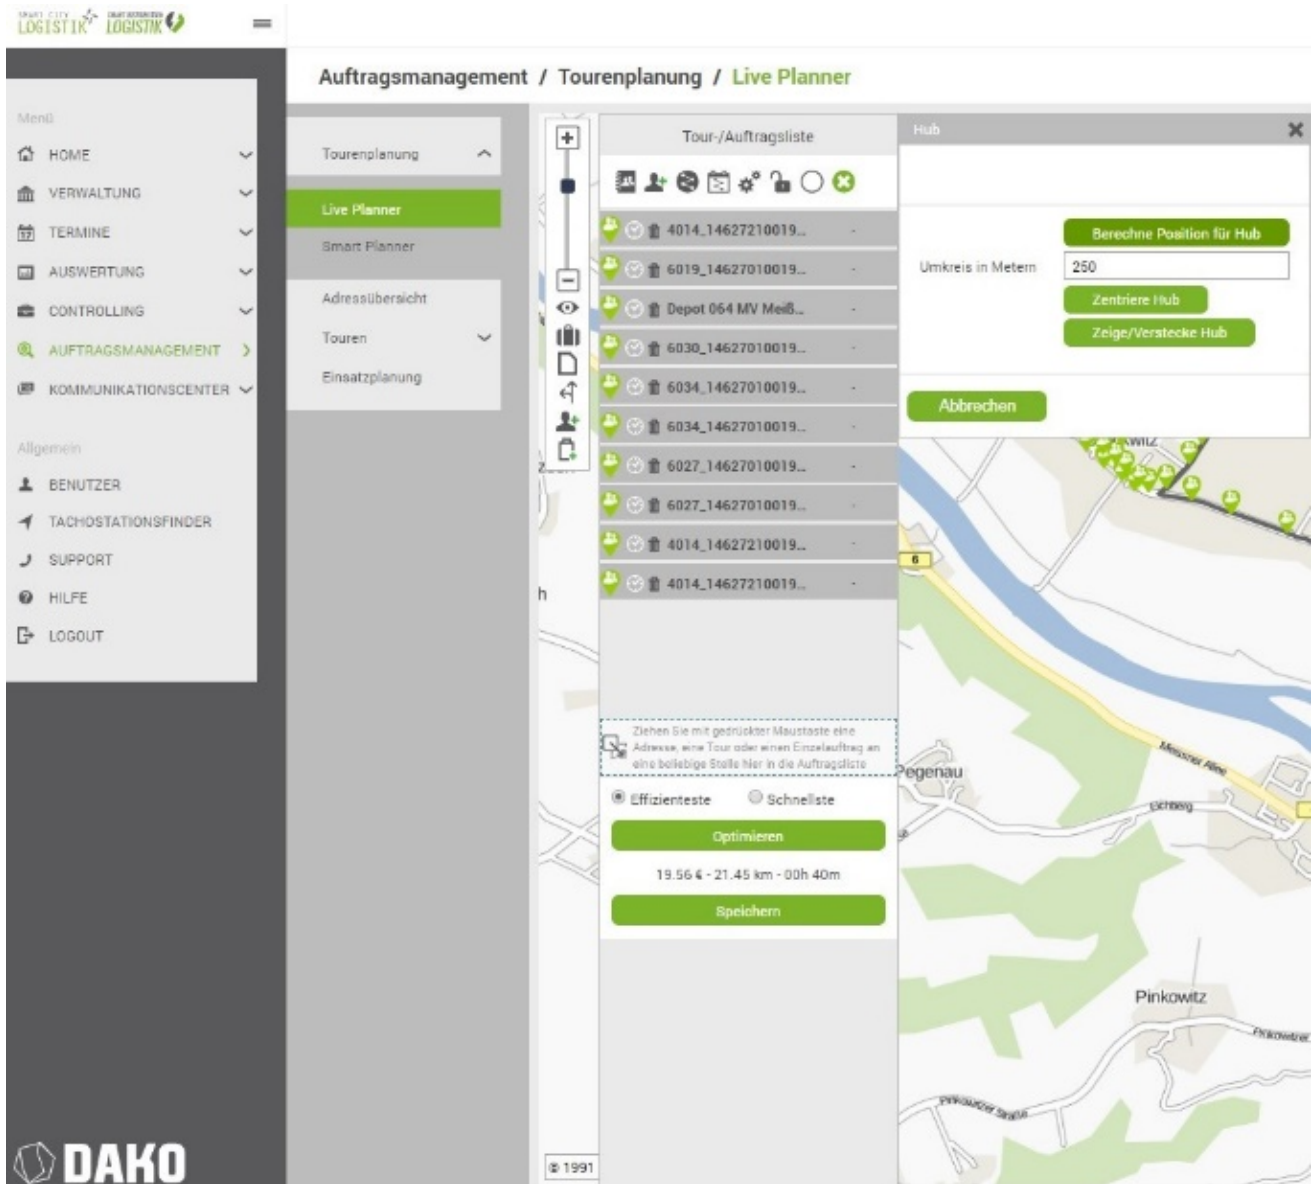 SMART CITY
LOGISTIK
LOGISTIK
Auftragsmanagement / Tourenplanung / Live Planner
Menü
HOME
VERWALTUNG
TERMINE
AUSWERTUNG
CONTROLLING
AUFTRAGSMANAGEMENT
KOMMUNIKATIONSCENTER
Allgemein
BENUTZER
TACHOSTATIONSFINDER
SUPPORT
HILFE
LOGOUT
DAKO
Tourenplanung
Live Planner
Smart Planner
Adressübersicht
Touren
Einsatzplanung
Tour-/Auftragsliste
4014_14627210019... -
6019_14627010019... -
Depot 064 MV Meiß... -
6030_14627010019... -
6034_14627010019... -
6034_14627010019... -
6027_14627010019... -
6027_14627010019... -
4014_14627210019... -
4014_14627210019... -
Ziehen Sie mit gedrückter Maustaste eine
Adresse, eine Tour oder einen Einzelauftrag an
eine beliebige Stelle hier in die Auftragsliste
Effizienteste Schnellste
Optimieren
19.56 € - 21.45 km - 00h 40m
Speichern
Hub
Berechne Position für Hub
Umkreis in Metern 250
Zentriere Hub
Zeige/Verstecke Hub
Abbrechen
6
h
Meissner Allee
Pegenau
Eichberg
Pinkowitz
Pinkowitzer
Pinkowitzer Straße
© 1991